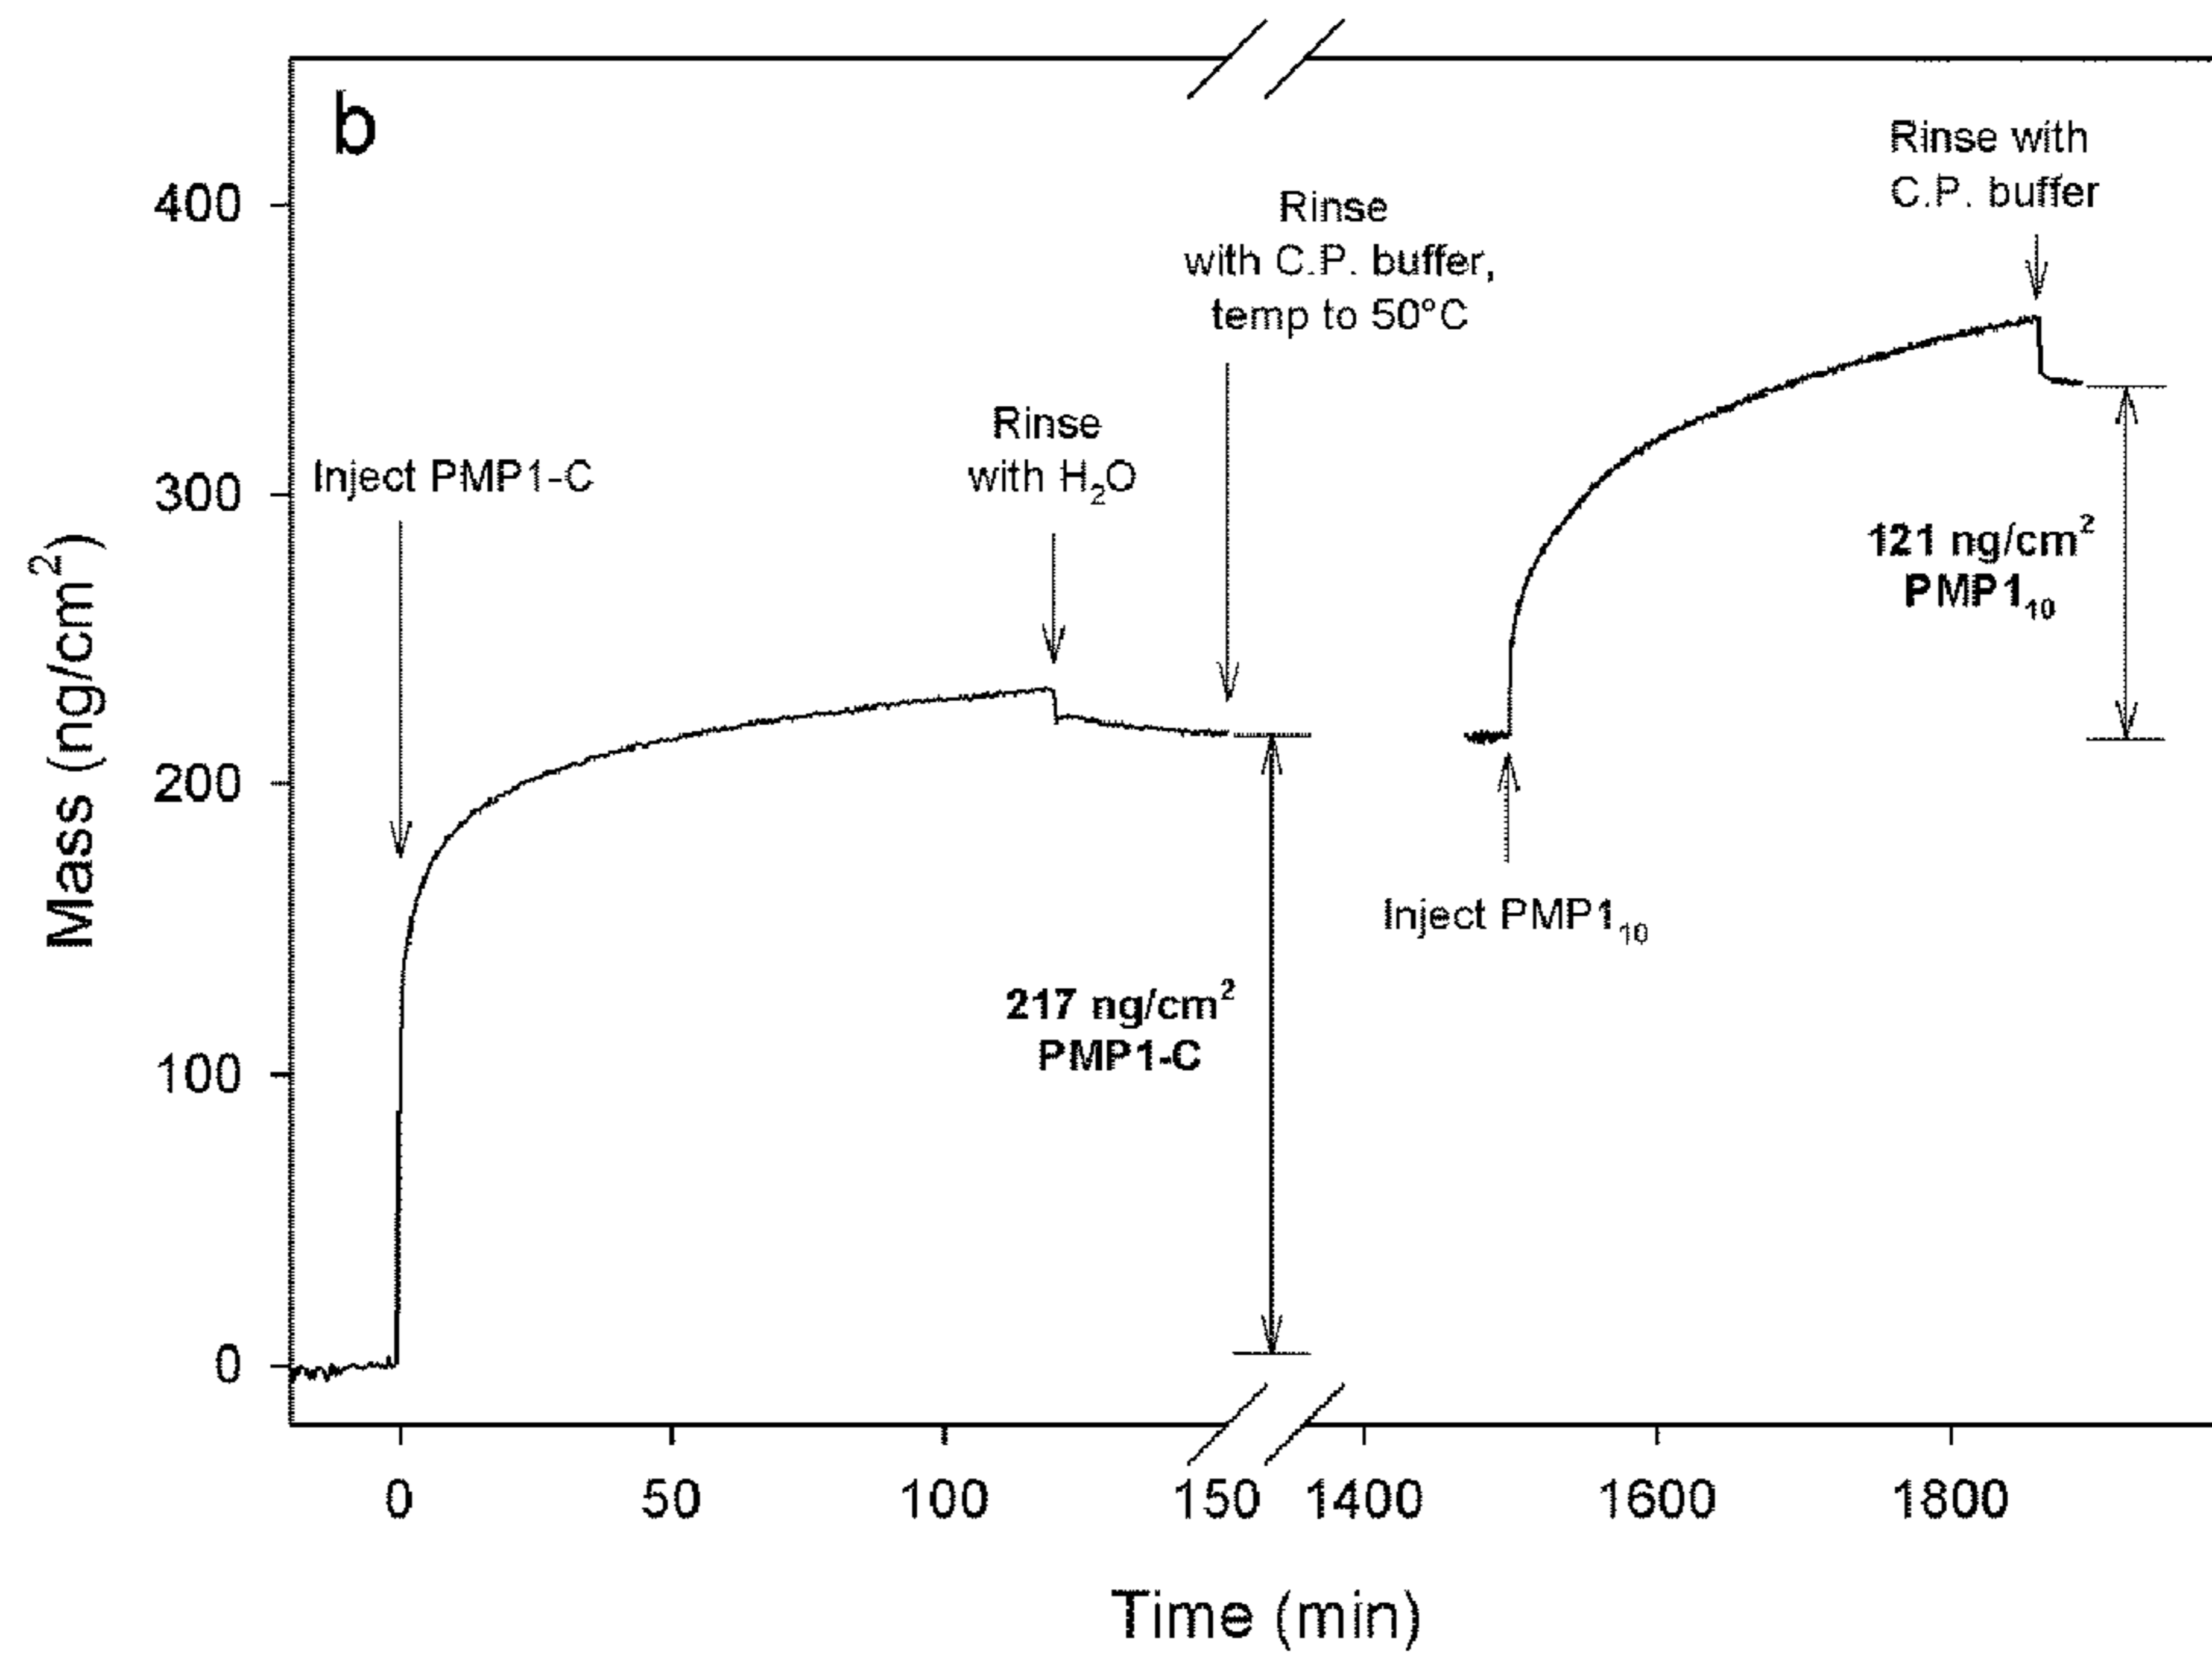 b
Rinse with
C.P. buffer
Rinse
with C.P. buffer,
temp to 50°C
Rinse
with H₂O
Inject PMP1-C
121 ng/cm²
PMP1₁₀
Inject PMP1₁₀
217 ng/cm²
PMP1-C
Mass (ng/cm²)
400
300
200
100
0
0 50 100 150 1400 1600 1800
Time (min)